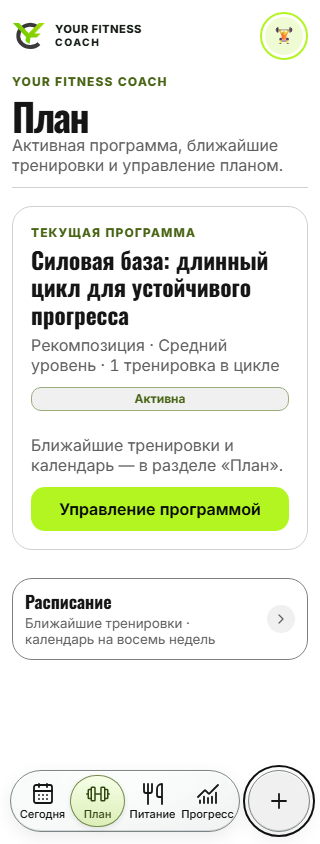 YOUR FITNESS
COACH
YOUR FITNESS COACH
План
Активная программа, ближайшие
тренировки и управление планом.
ТЕКУЩАЯ ПРОГРАММА
Силовая база: длинный
цикл для устойчивого
прогресса
Рекомпозиция · Средний
уровень · 1 тренировка в цикле
Активна
Ближайшие тренировки и
календарь — в разделе «План».
Управление программой
Расписание
Ближайшие тренировки ·
календарь на восемь недель
Сегодня План Питание Прогресс